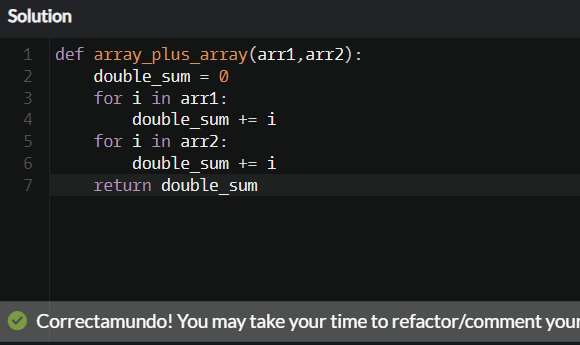 Solution
1 def array_plus_array(arr1,arr2):
2     double_sum = 0
3     for i in arr1:
4         double_sum += i
5     for i in arr2:
6         double_sum += i
7     return double_sum
Correctamundo! You may take your time to refactor/comment your